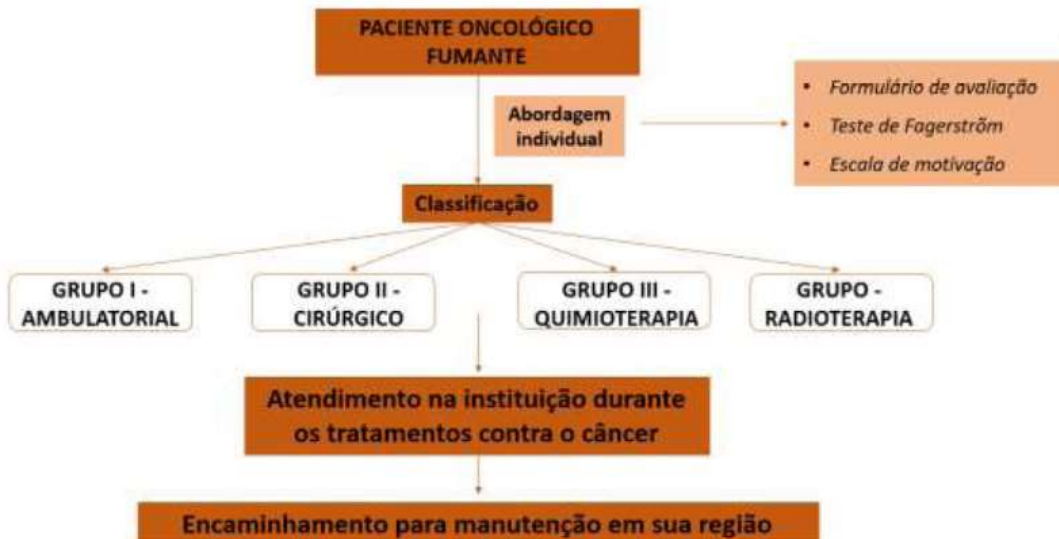 PACIENTE ONCOLÓGICO
FUMANTE
Abordagem
individual
• Formulário de avaliação
• Teste de Fagerström
• Escala de motivação
Classificação
GRUPO I -
AMBULATORIAL
GRUPO II -
CIRÚRGICO
GRUPO III -
QUIMIOTERAPIA
GRUPO -
RADIOTERAPIA
Atendimento na instituição durante
os tratamentos contra o câncer
Encaminhamento para manutenção em sua região